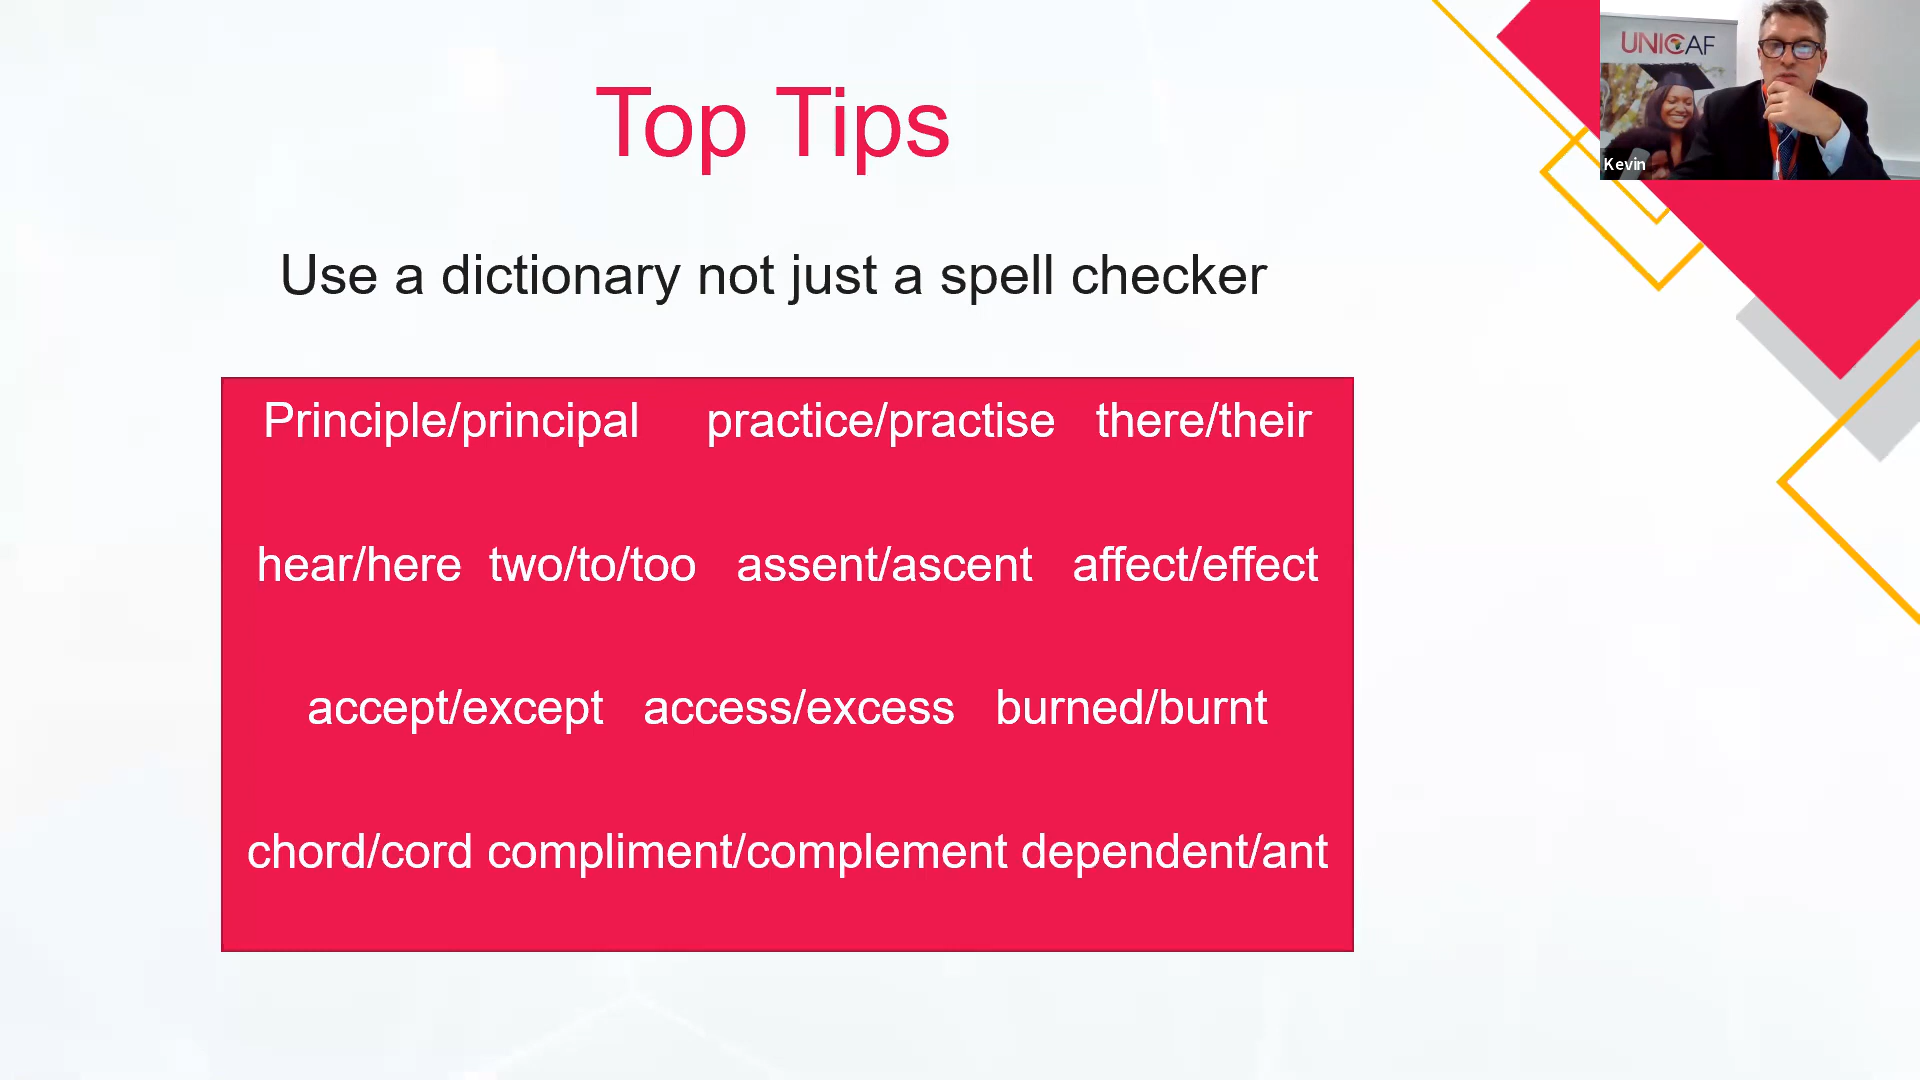 Top Tips
UNICAF
Kevin
Use a dictionary not just a spell checker
Principle/principal practice/practise there/their
hear/here two/to/too assent/ascent affect/effect
accept/except access/excess burned/burnt
chord/cord compliment/complement dependent/ant